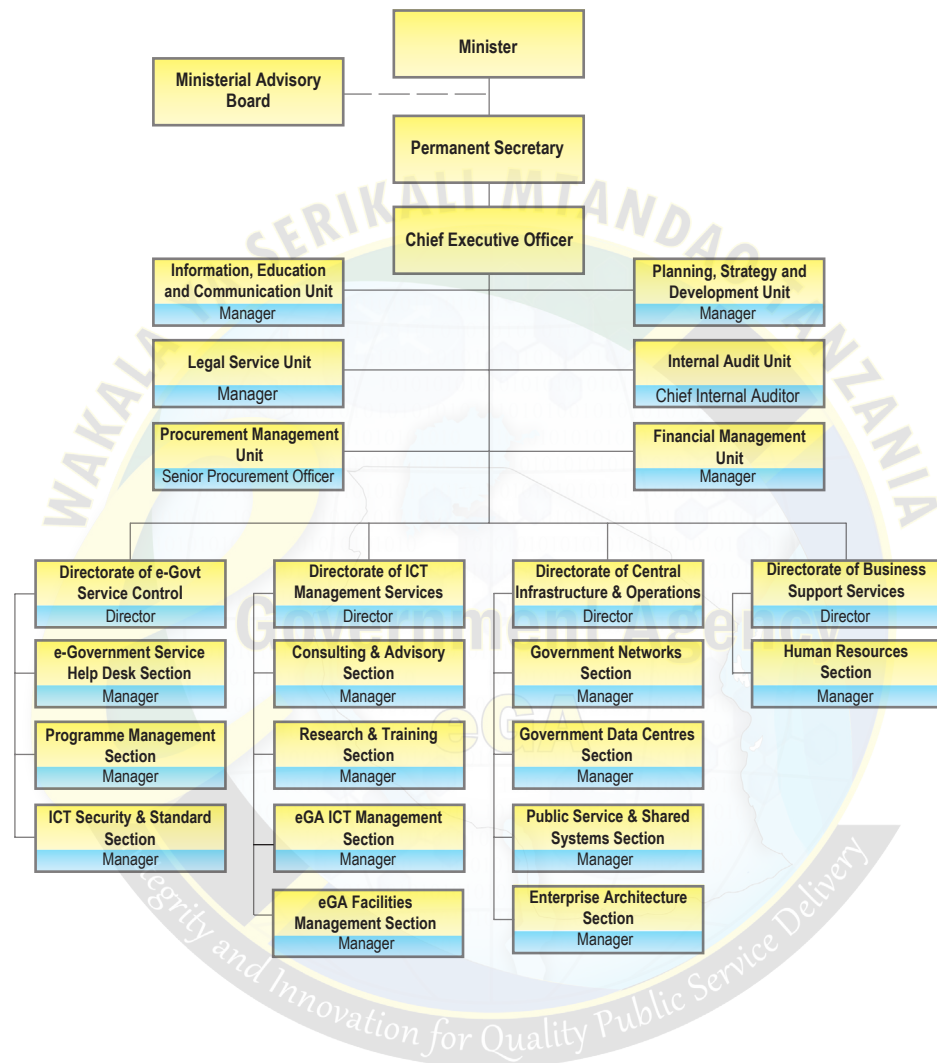 Minister
Ministerial Advisory
Board
Permanent Secretary
Chief Executive Officer
Information, Education
and Communication Unit
Manager
Planning, Strategy and
Development Unit
Manager
Legal Service Unit
Manager
Internal Audit Unit
Chief Internal Auditor
Procurement Management
Unit
Senior Procurement Officer
Financial Management
Unit
Manager
Directorate of e-Govt
Service Control
Director
Directorate of ICT
Management Services
Director
Directorate of Central
Infrastructure & Operations
Director
Directorate of Business
Support Services
Director
e-Government Service
Help Desk Section
Manager
Consulting & Advisory
Section
Manager
Government Networks
Section
Manager
Human Resources
Section
Manager
Programme Management
Section
Manager
Research & Training
Section
Manager
Government Data Centres
Section
Manager
ICT Security & Standard
Section
Manager
eGA ICT Management
Section
Manager
Public Service & Shared
Systems Section
Manager
eGA Facilities
Management Section
Manager
Enterprise Architecture
Section
Manager
WAKALA YA SERIKALI MTANDAO TANZANIA
Government Agency
eGA
Integrity and Innovation for Quality Public Service Delivery